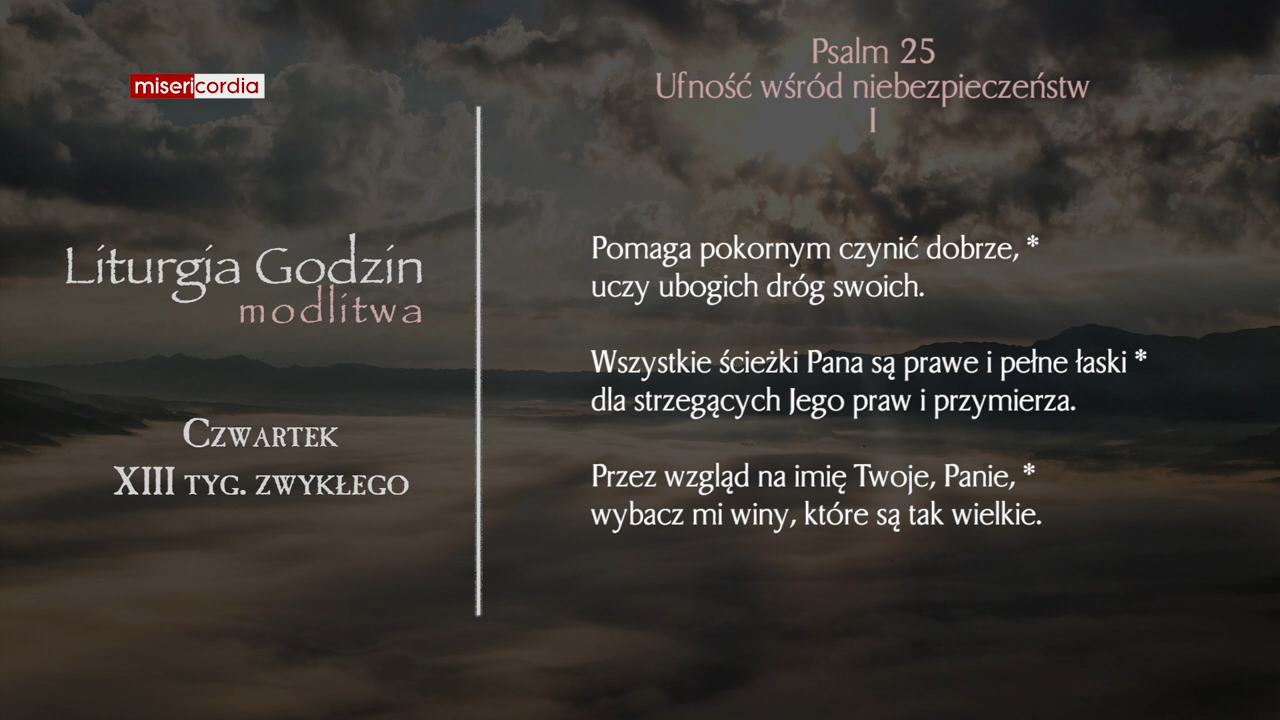 misericordia
Liturgia Godzin
modlitwa
Czwartek
XIII tyg. zwykłego
Psalm 25
Ufność wśród niebezpieczeństw
I
Pomaga pokornym czynić dobrze, *
uczy ubogich dróg swoich.
Wszystkie ścieżki Pana są prawe i pełne łaski *
dla strzegących Jego praw i przymierza.
Przez wzgląd na imię Twoje, Panie, *
wybacz mi winy, które są tak wielkie.